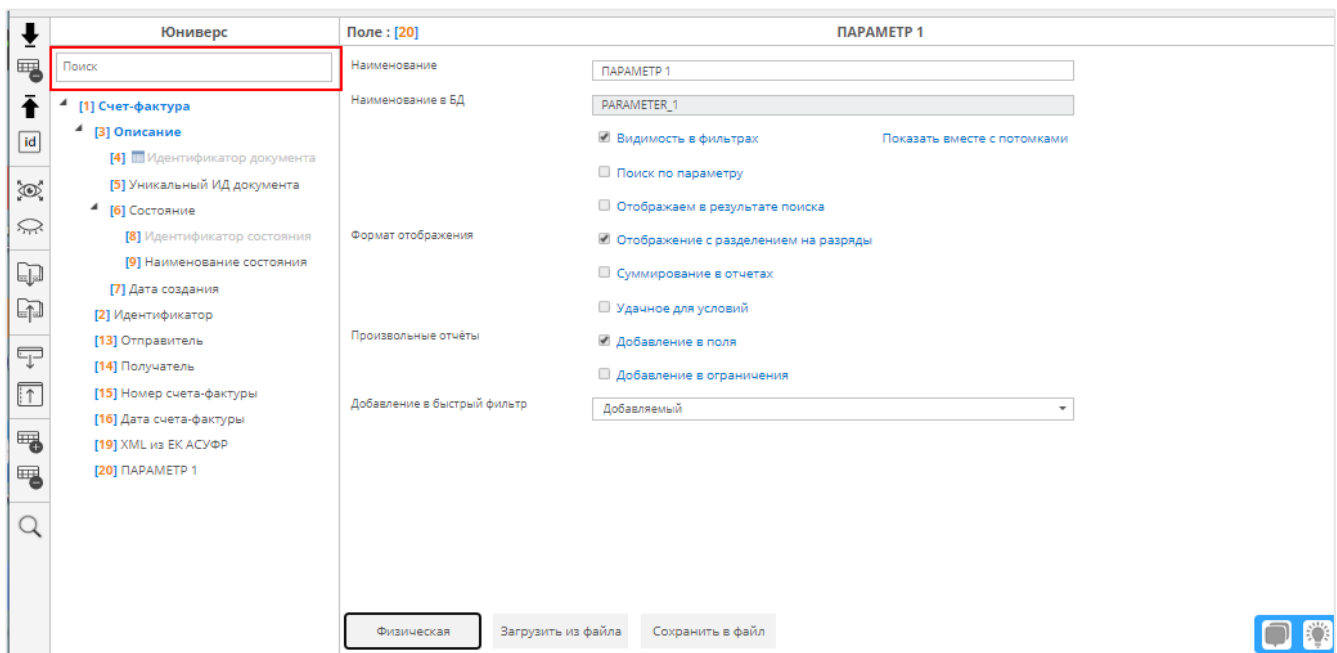 Юниверс
Поле : [20]
ПАРАМЕТР 1
Поиск
Наименование
ПАРАМЕТР 1
Наименование в БД
PARAMETER_1
[1] Счет-фактура
[3] Описание
[4] Идентификатор документа
[5] Уникальный ИД документа
[6] Состояние
[8] Идентификатор состояния
[9] Наименование состояния
[7] Дата создания
[2] Идентификатор
[13] Отправитель
[14] Получатель
[15] Номер счета-фактуры
[16] Дата счета-фактуры
[19] XML из ЕК АСУФР
[20] ПАРАМЕТР 1
id
Видимость в фильтрах
Показать вместе с потомками
Поиск по параметру
Отображаем в результате поиска
Формат отображения
Отображение с разделением на разряды
Суммирование в отчетах
Удачное для условий
Произвольные отчёты
Добавление в поля
Добавление в ограничения
Добавление в быстрый фильтр
Добавляемый
Физическая
Загрузить из файла
Сохранить в файл